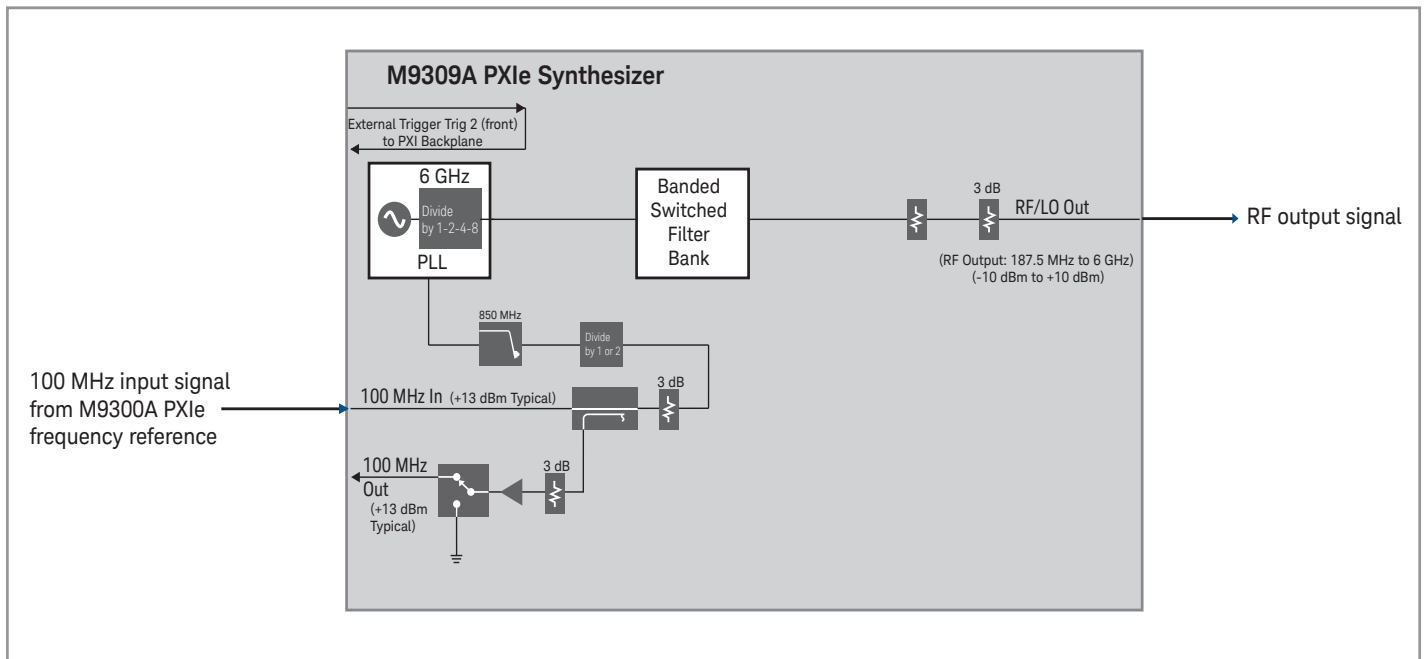 M9309A PXIe Synthesizer
External Trigger Trig 2 (front)
to PXI Backplane
6 GHz
Divide
by 1-2-4-8
PLL
Banded
Switched
Filter
Bank
3 dB
RF/LO Out
RF output signal
(RF Output: 187.5 MHz to 6 GHz)
(-10 dBm to +10 dBm)
850 MHz
Divide
by 1 or 2
100 MHz input signal
from M9300A PXIe
frequency reference
100 MHz In (+13 dBm Typical)
3 dB
100 MHz
Out
(+13 dBm
Typical)
3 dB